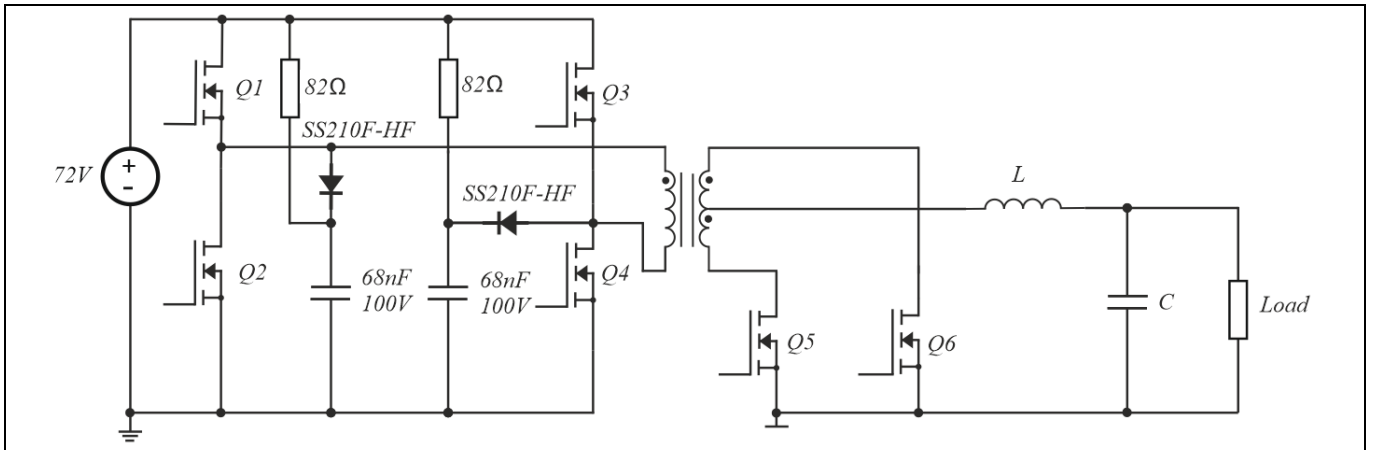 Q1
82Ω
82Ω
Q3
SS210F-HF
72V
+
-
SS210F-HF
L
Q2
68nF
100V
68nF
100V
Q4
Q5
Q6
C
Load